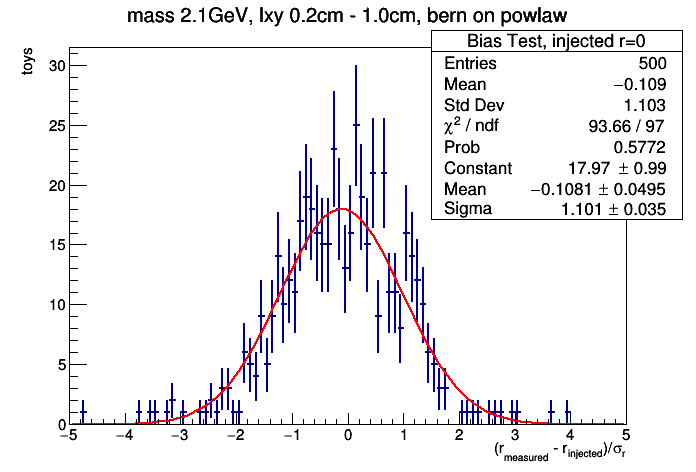 mass 2.1GeV, lxy 0.2cm - 1.0cm, bern on powlaw
toys
Bias Test, injected r=0
Entries 500
Mean −0.109
Std Dev 1.103
χ² / ndf 93.66 / 97
Prob 0.5772
Constant 17.97 ± 0.99
Mean −0.1081 ± 0.0495
Sigma 1.101 ± 0.035
30
25
20
15
10
5
0
−5 −4 −3 −2 −1 0 1 2 3 4 5
(r_measured - r_injected)/σ_r